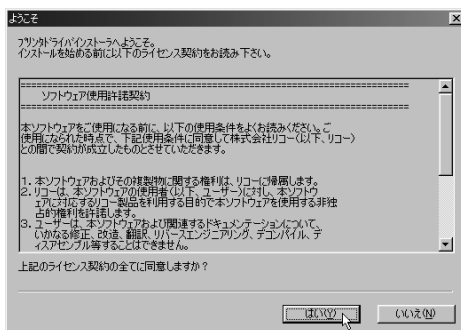 ようこそ
プリンタドライバインストーラへようこそ。
インストールを始める前に以下のライセンス契約をお読み下さい。
ソフトウェア使用許諾契約
本ソフトウェアをご使用になる前に、以下の使用条件をよくお読みください。ご
使用になられた時点で、下記使用条件に同意して株式会社リコー(以下、リコー)
との間で契約が成立したものとさせていただきます。
1. 本ソフトウェアおよびその複製物に関する権利は、リコーに帰属します。
2. リコーは、本ソフトウェアの使用者(以下、ユーザー)に対し、本ソフトウ
ェアに対応するリコー製品を利用する目的で本ソフトウェアを使用する非独
占的権利を許諾します。
3. ユーザーは、本ソフトウェアおよび関連するドキュメンテーションについて、
いかなる修正、改造、翻訳、リバースエンジニアリング、デコンパイル、デ
ィスアセンブル等することはできません。
上記のライセンス契約の全てに同意しますか?
はい(Y)
いいえ(N)